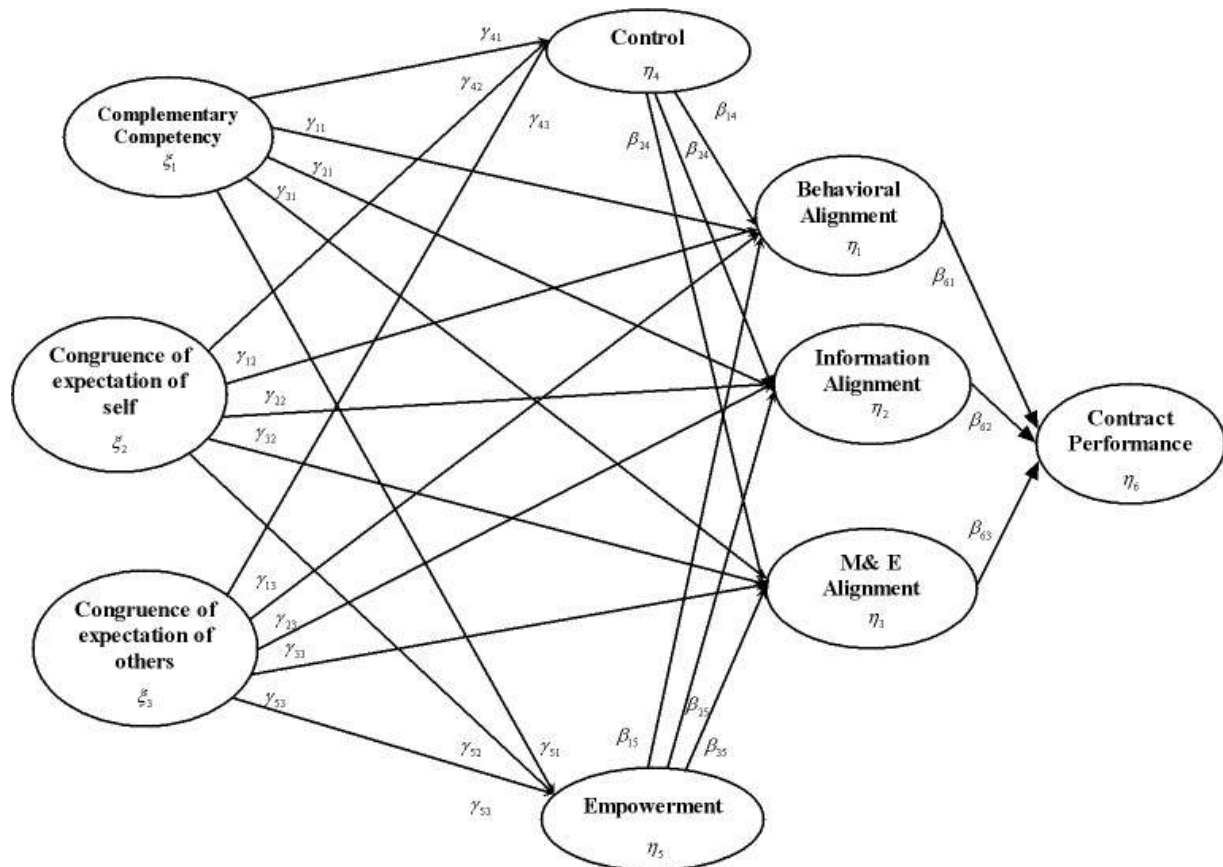 Control
η₄
γ₄₁
γ₄₂
γ₄₃
Complementary
Competency
ξ₁
γ₁₁
γ₂₁
γ₃₁
β₁₄
β₂₄
β₂₄
Behavioral
Alignment
η₁
β₆₁
Congruence of
expectation of
self
ξ₂
γ₁₂
γ₂₂
γ₃₂
Information
Alignment
η₂
β₆₂
Contract
Performance
η₆
Congruence of
expectation of
others
ξ₃
γ₁₃
γ₂₃
γ₃₃
γ₅₃
M& E
Alignment
η₃
β₆₃
γ₅₂
γ₅₁
γ₅₃
β₁₅
β₂₅
β₃₅
Empowerment
η₅